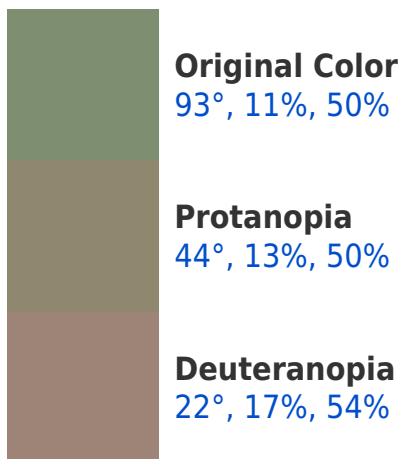 Original Color
93°, 11%, 50%
Protanopia
44°, 13%, 50%
Deuteranopia
22°, 17%, 54%